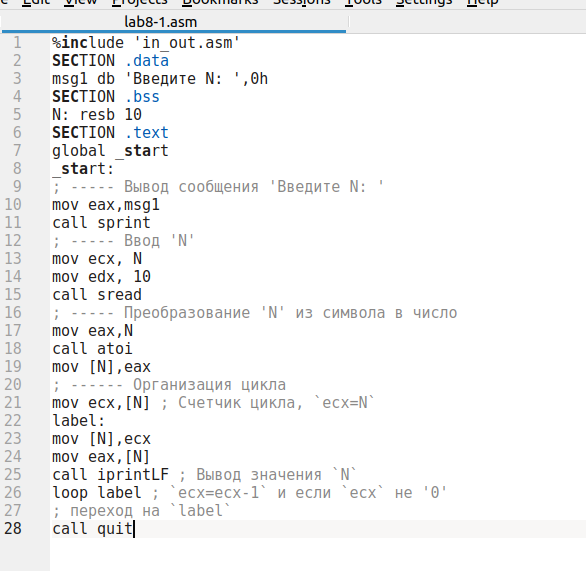 Edit View Projects Bookmarks Sessions Tools Settings Help
lab8-1.asm
1 %include 'in_out.asm'
2 SECTION .data
3 msg1 db 'Введите N: ',0h
4 SECTION .bss
5 N: resb 10
6 SECTION .text
7 global _start
8 _start:
9 ; ----- Вывод сообщения 'Введите N: '
10 mov eax,msg1
11 call sprint
12 ; ----- Ввод 'N'
13 mov ecx, N
14 mov edx, 10
15 call sread
16 ; ----- Преобразование 'N' из символа в число
17 mov eax,N
18 call atoi
19 mov [N],eax
20 ; ------ Организация цикла
21 mov ecx,[N] ; Счетчик цикла, `ecx=N`
22 label:
23 mov [N],ecx
24 mov eax,[N]
25 call iprintLF ; Вывод значения `N`
26 loop label ; `ecx=ecx-1` и если `ecx` не '0'
27 ; переход на `label`
28 call quit